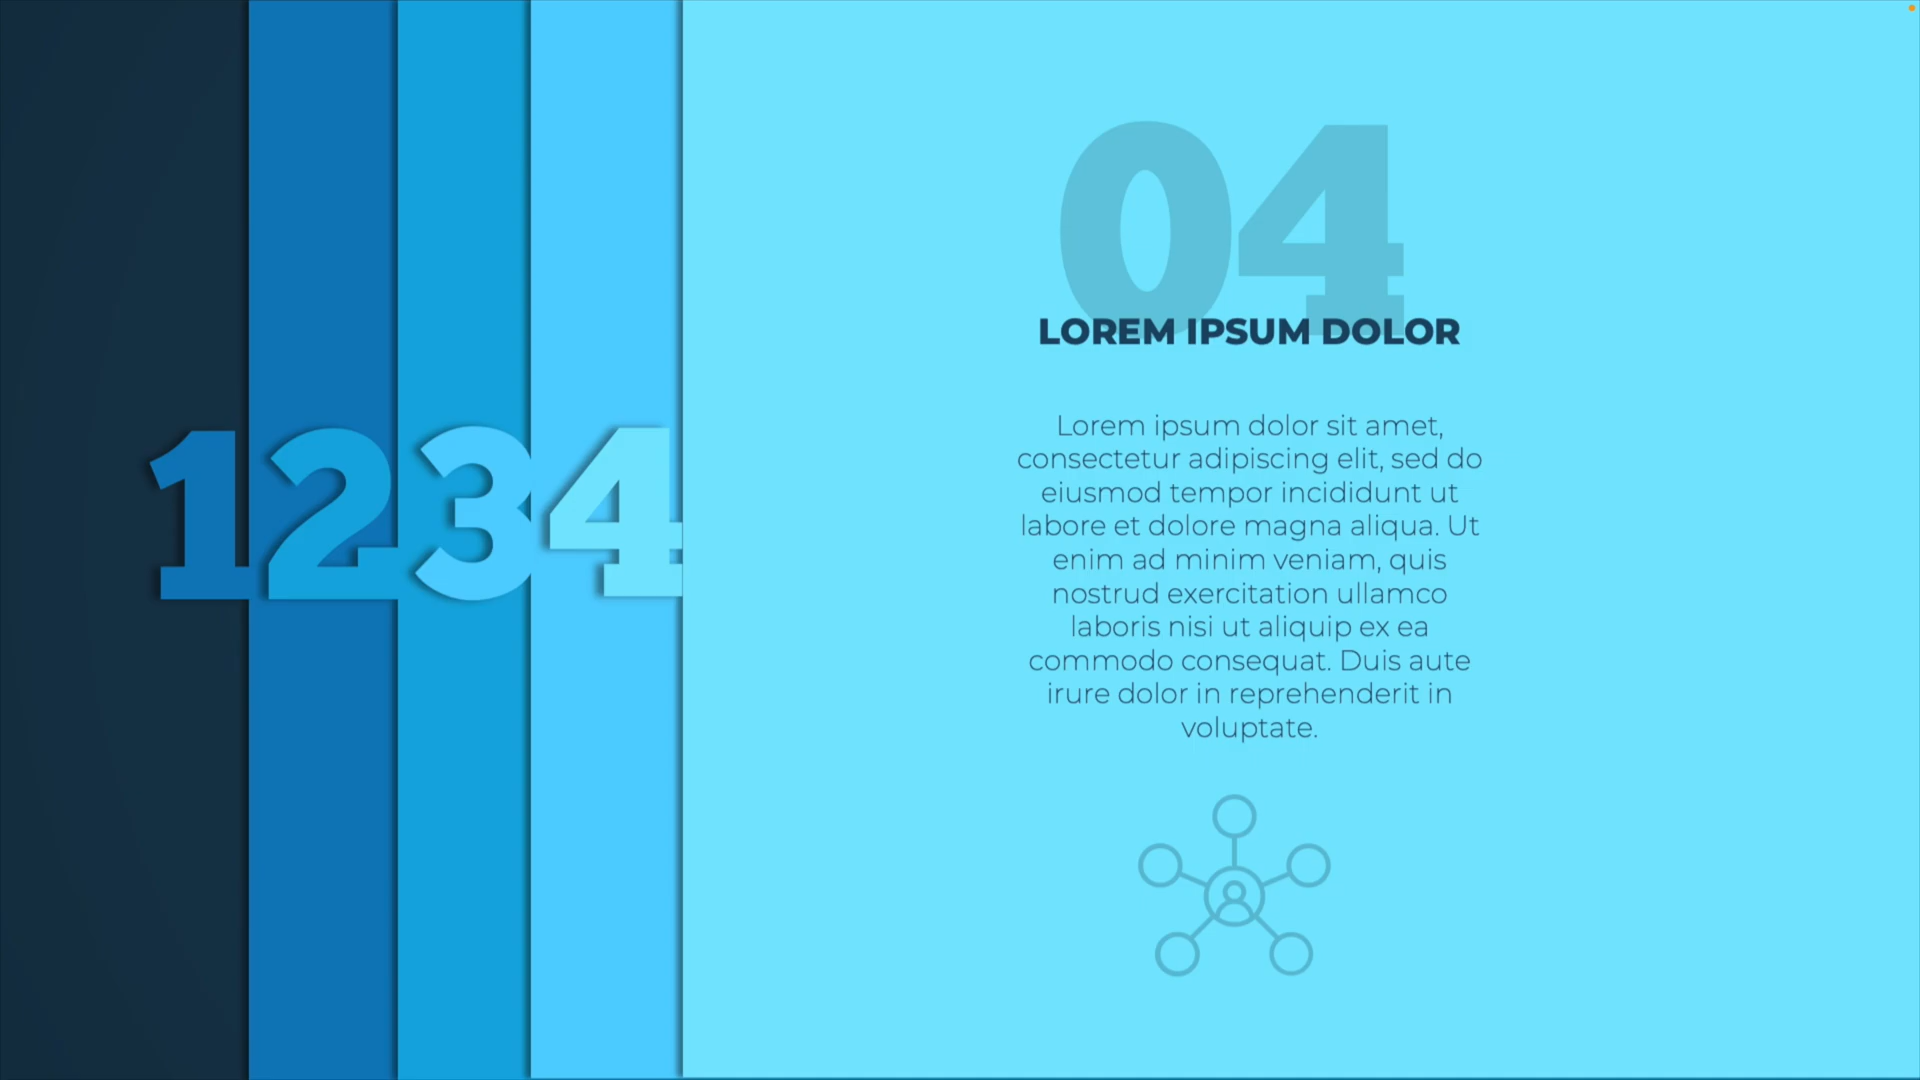 1234
04
LOREM IPSUM DOLOR
Lorem ipsum dolor sit amet,
consectetur adipiscing elit, sed do
eiusmod tempor incididunt ut
labore et dolore magna aliqua. Ut
enim ad minim veniam, quis
nostrud exercitation ullamco
laboris nisi ut aliquip ex ea
commodo consequat. Duis aute
irure dolor in reprehenderit in
voluptate.